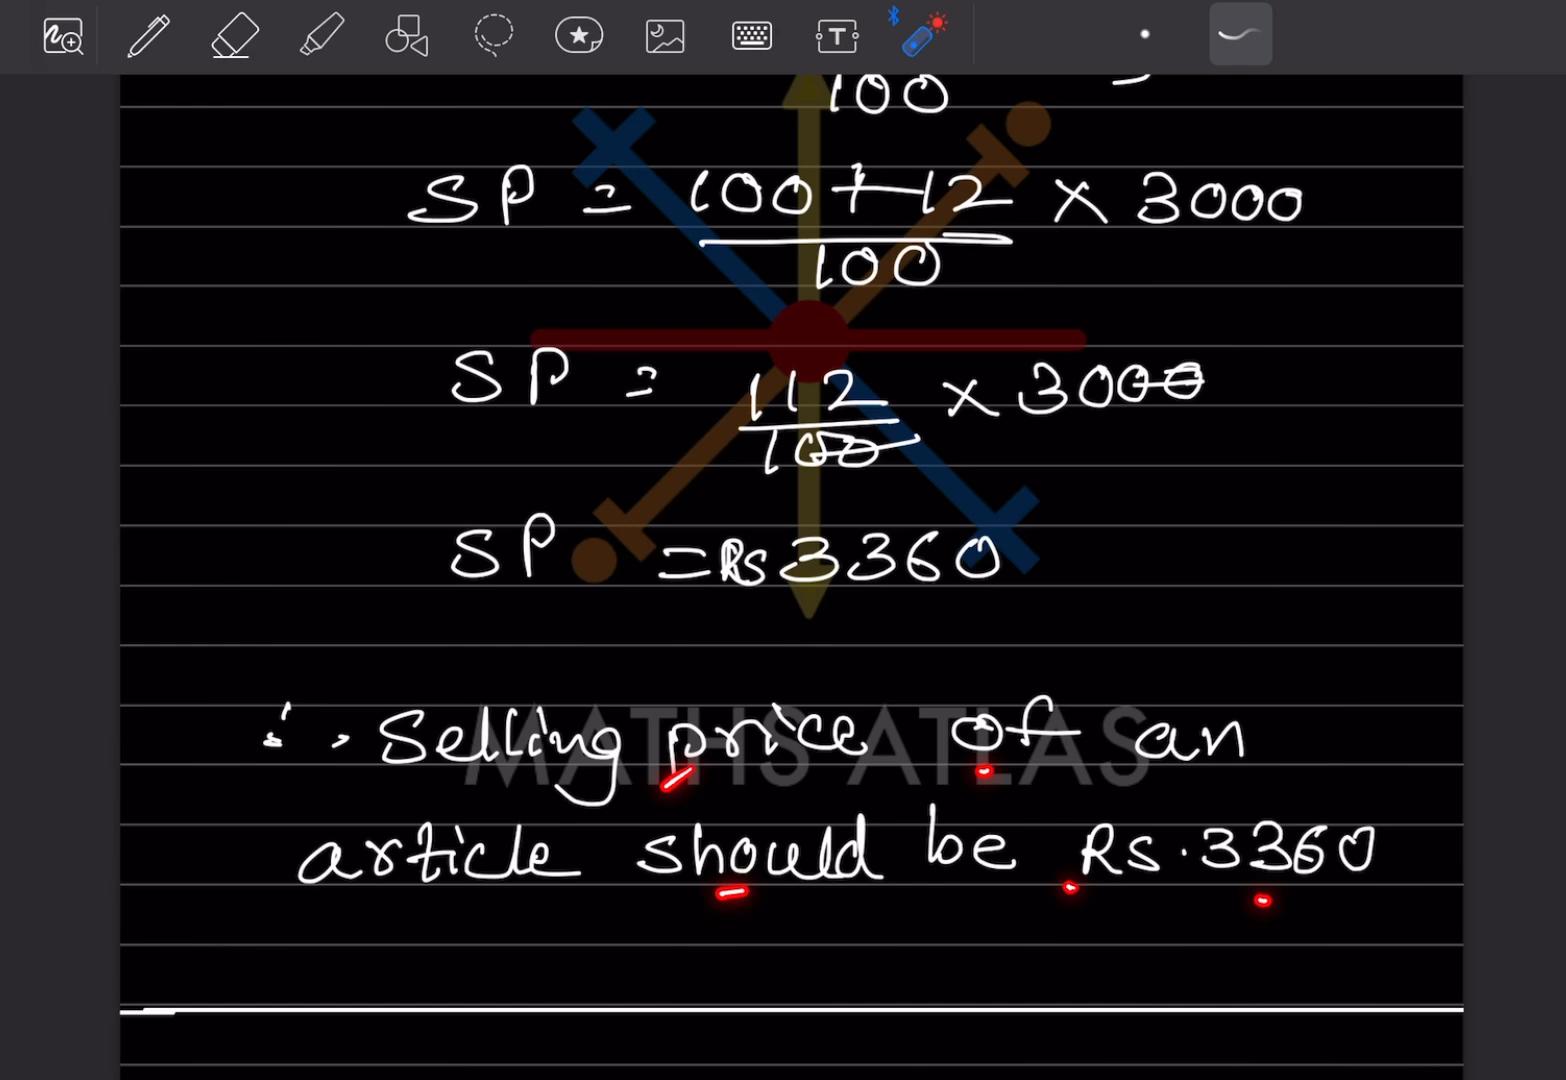 100
SP = 100+12 × 3000
100
SP = 112 × 3000
100
SP = Rs 3360
MATHS ATLAS
∴ Selling price of an
article should be Rs. 3360